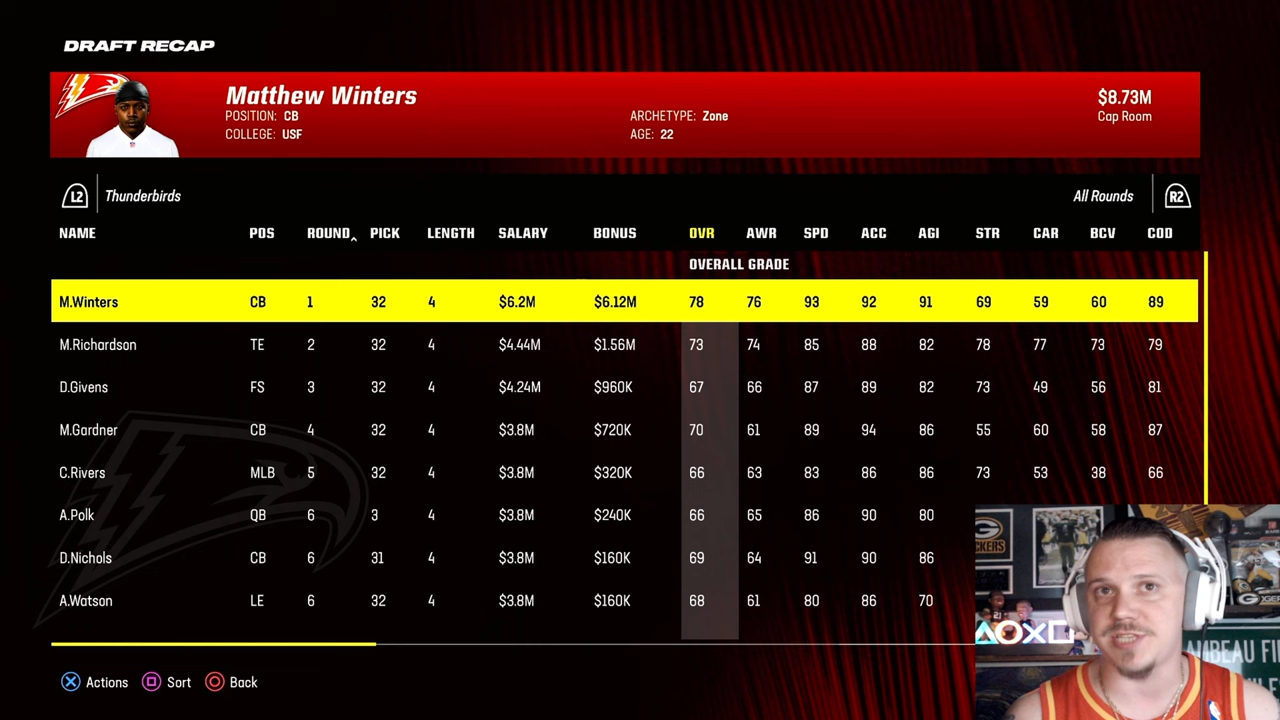 DRAFT RECAP
Matthew Winters
POSITION: CB
COLLEGE: USF
ARCHETYPE: Zone
AGE: 22
$8.73M
Cap Room
L2 Thunderbirds All Rounds R2
NAME POS ROUND PICK LENGTH SALARY BONUS OVR AWR SPD ACC AGI STR CAR BCV COD
OVERALL GRADE
M.Winters CB 1 32 4 $6.2M $6.12M 78 76 93 92 91 69 59 60 89
M.Richardson TE 2 32 4 $4.44M $1.56M 73 74 85 88 82 78 77 73 79
D.Givens FS 3 32 4 $4.24M $960K 67 66 87 89 82 73 49 56 81
M.Gardner CB 4 32 4 $3.8M $720K 70 61 89 94 86 55 60 58 87
C.Rivers MLB 5 32 4 $3.8M $320K 66 63 83 86 86 73 53 38 66
A.Polk QB 6 3 4 $3.8M $240K 66 65 86 90 80
D.Nichols CB 6 31 4 $3.8M $160K 69 64 91 90 86
A.Watson LE 6 32 4 $3.8M $160K 68 61 80 86 70
Actions Sort Back